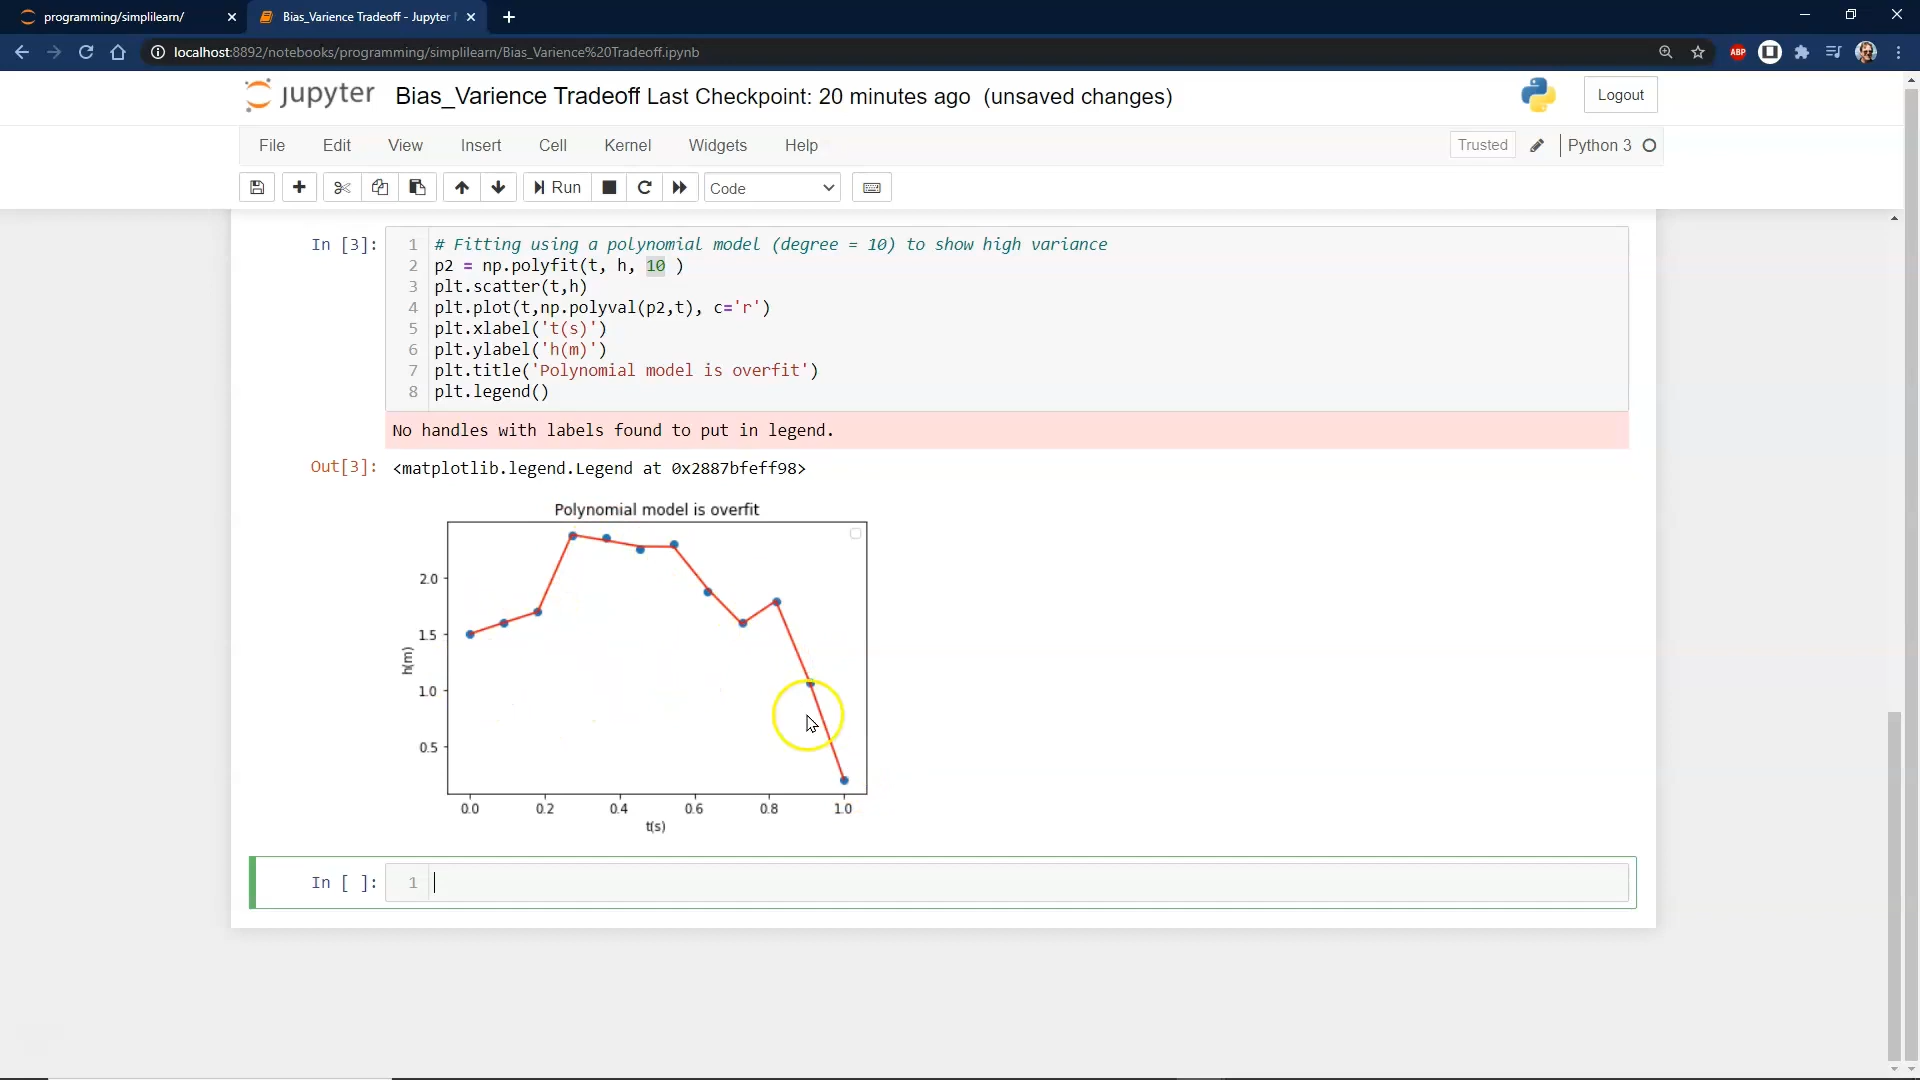 programming/simplilearn/
Bias_Varience Tradeoff - Jupyter
localhost:8892/notebooks/programming/simplilearn/Bias_Varience%20Tradeoff.ipynb
ABP
jupyter Bias_Varience Tradeoff Last Checkpoint: 20 minutes ago (unsaved changes)
Logout
File Edit View Insert Cell Kernel Widgets Help
Trusted Python 3
Run Code
In [3]:
1 # Fitting using a polynomial model (degree = 10) to show high variance
2 p2 = np.polyfit(t, h, 10 )
3 plt.scatter(t,h)
4 plt.plot(t,np.polyval(p2,t), c='r')
5 plt.xlabel('t(s)')
6 plt.ylabel('h(m)')
7 plt.title('Polynomial model is overfit')
8 plt.legend()
No handles with labels found to put in legend.
Out[3]: <matplotlib.legend.Legend at 0x2887bfeff98>
Polynomial model is overfit
2.0
1.5
h(m)
1.0
0.5
0.0 0.2 0.4 0.6 0.8 1.0
t(s)
In [ ]: 1